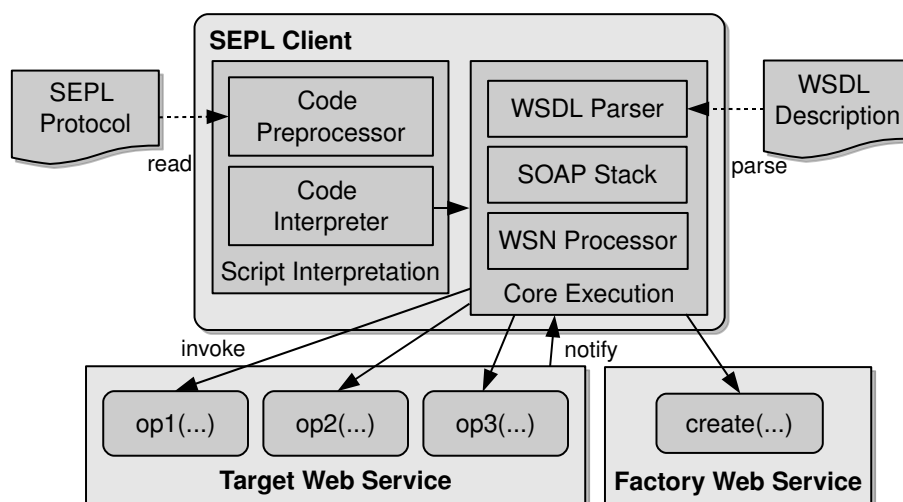 SEPL Client
SEPL
Protocol
Code
Preprocessor
WSDL Parser
WSDL
Description
read
parse
SOAP Stack
Code
Interpreter
WSN Processor
Script Interpretation
Core Execution
invoke
notify
op1(...)
op2(...)
op3(...)
create(...)
Target Web Service
Factory Web Service